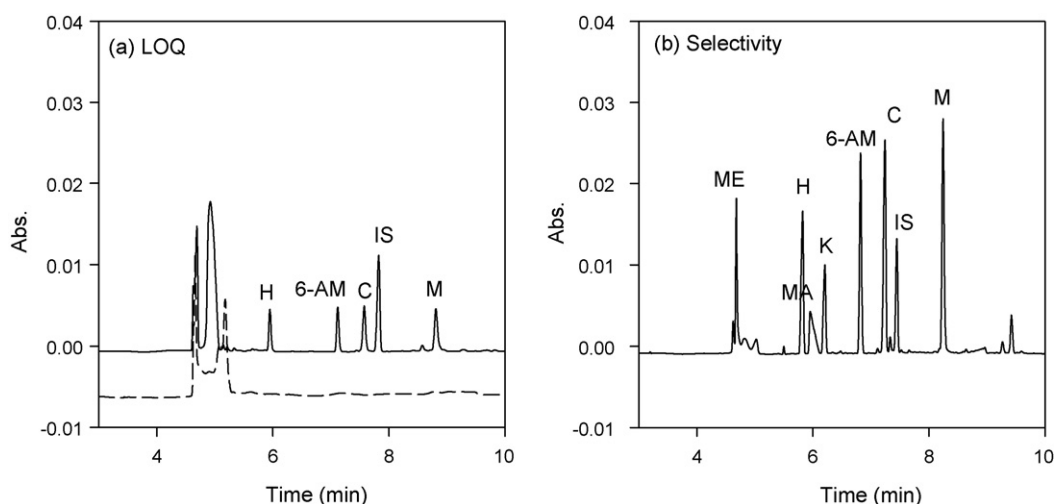 (a) LOQ
Abs.
0.04
0.03
0.02
0.01
0.00
-0.01
H
6-AM
C
IS
M
4
6
8
10
Time (min)
(b) Selectivity
Abs.
0.04
0.03
0.02
0.01
0.00
-0.01
ME
H
MA
K
6-AM
C
IS
M
4
6
8
10
Time (min)